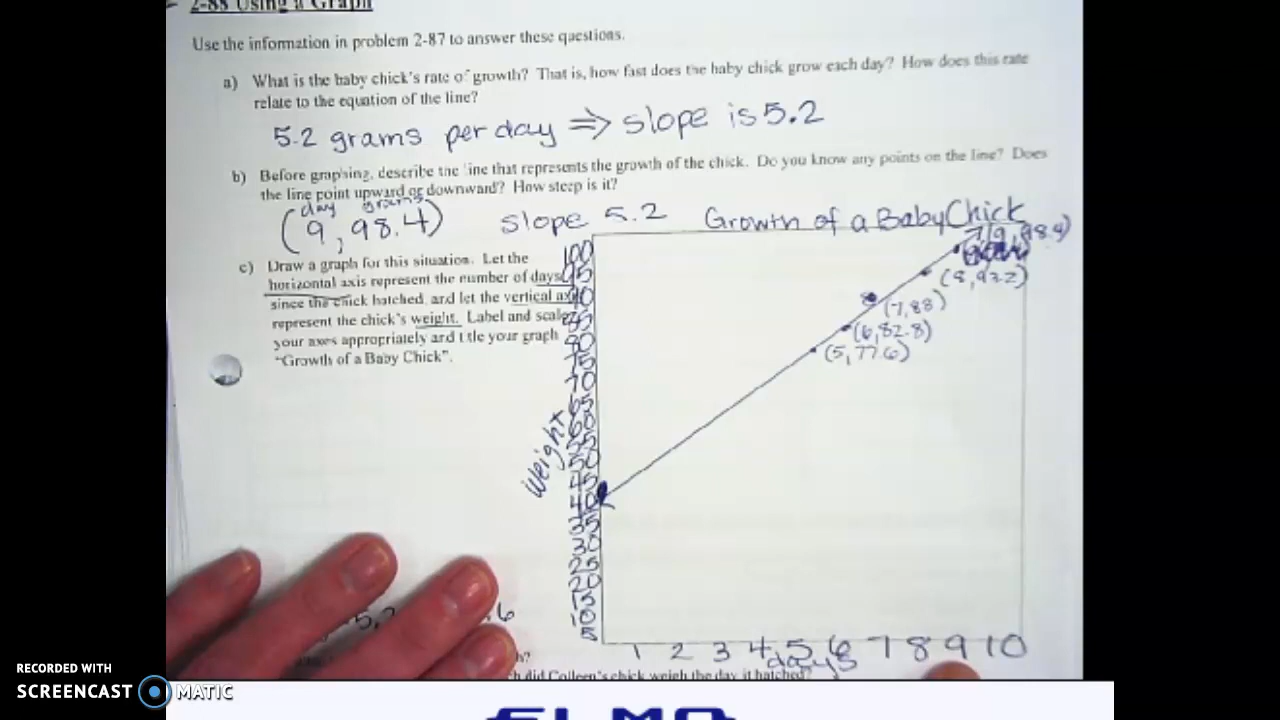 2-88 Using a Graph
Use the information in problem 2-87 to answer these questions.
a) What is the baby chick's rate of growth? That is, how fast does the baby chick grow each day? How does this rate
relate to the equation of the line?
5.2 grams per day ⇒ slope is 5.2
b) Before graphing, describe the line that represents the growth of the chick. Do you know any points on the line? Does
the line point upward or downward? How steep is it?
day grams
(9, 98.4) slope 5.2
Growth of a Baby Chick
c) Draw a graph for this situation. Let the
horizontal axis represent the number of days
since the chick hatched, and let the vertical axis
represent the chick's weight. Label and scale
your axes appropriately and title your graph
"Growth of a Baby Chick".
(9, 98.4)
(8, 93.2)
(7, 88)
(6, 82.8)
(5, 77.6)
100
95
90
85
80
75
70
65
60
55
50
45
40
35
30
25
20
15
10
5
Weight
1 2 3 4 5 6 7 8 9 10
days
did Colleen's chick weigh the day it hatched?
RECORDED WITH
SCREENCAST MATIC
ELMO